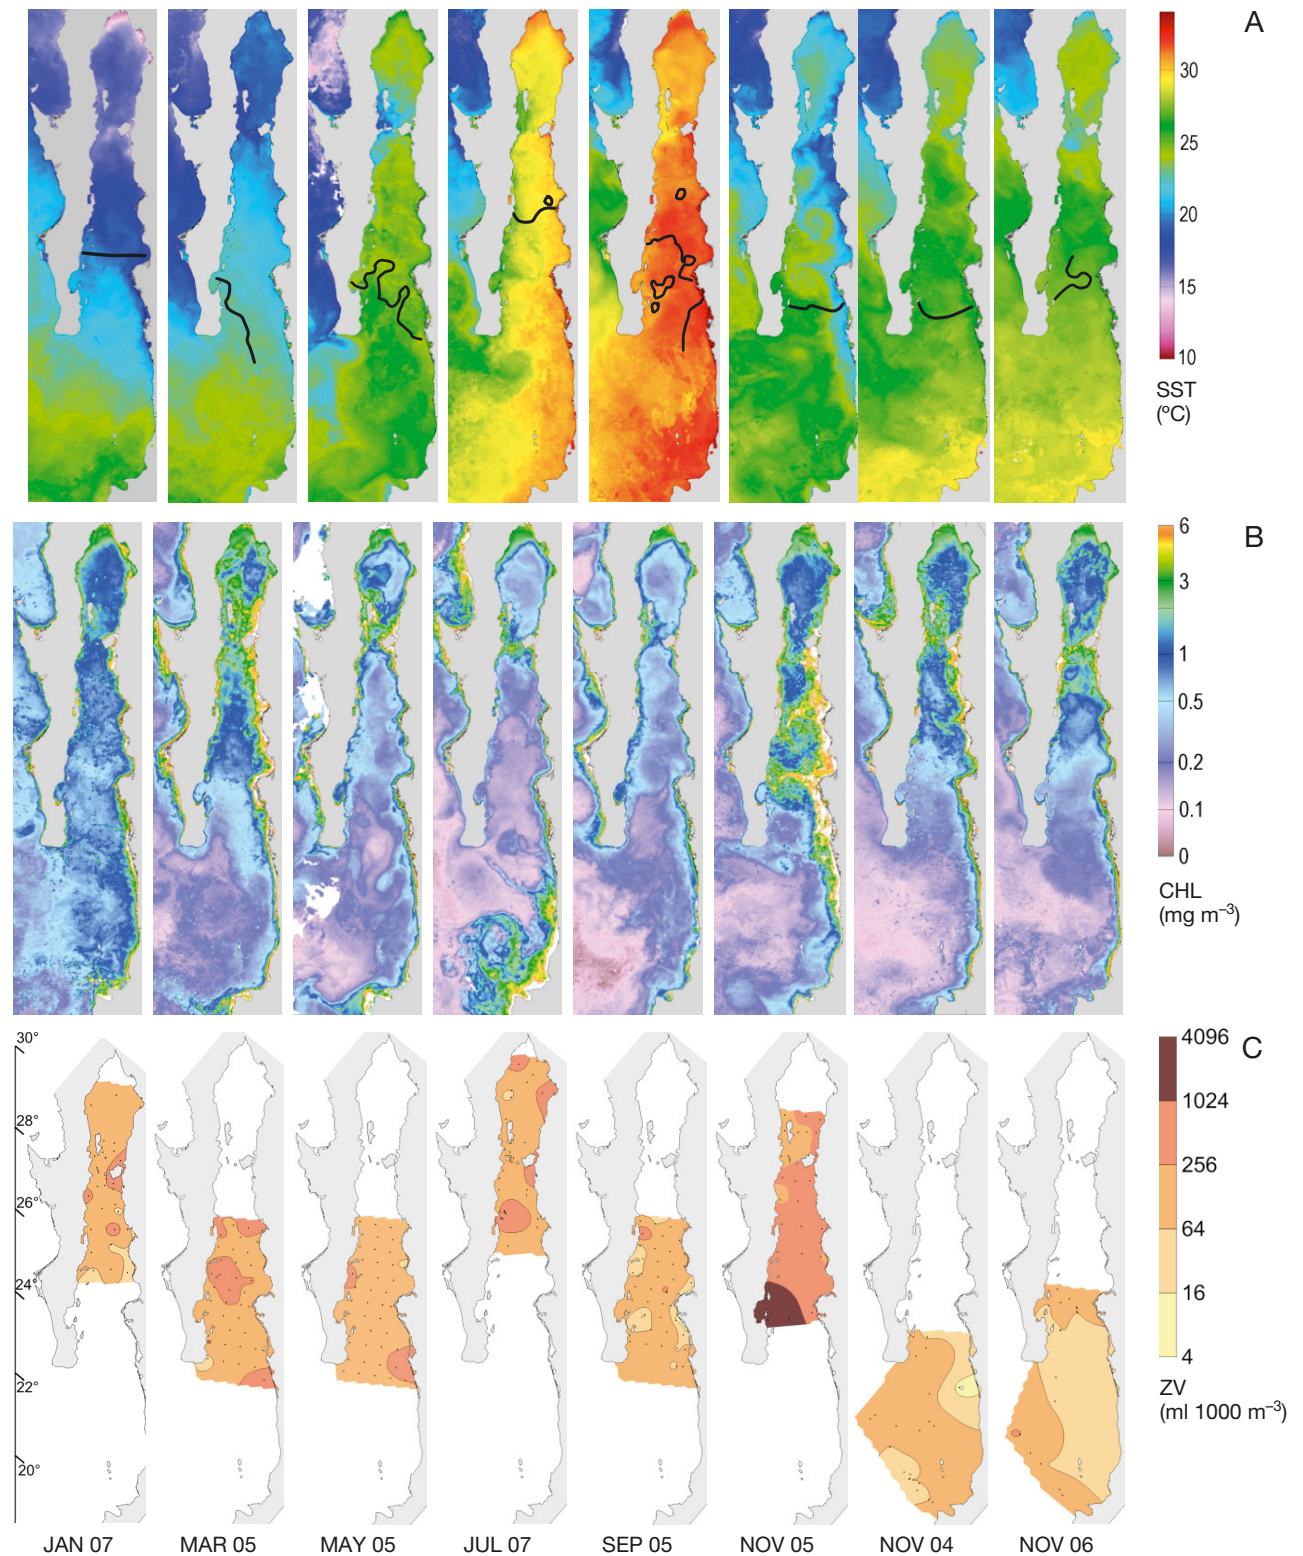 A
30
25
20
15
10
SST
(ºC)
B
6
3
1
0.5
0.2
0.1
0
CHL
(mg m–3)
C
30°
28°
26°
24°
22°
20°
4096
1024
256
64
16
4
ZV
(ml 1000 m–3)
JAN 07 MAR 05 MAY 05 JUL 07 SEP 05 NOV 05 NOV 04 NOV 06